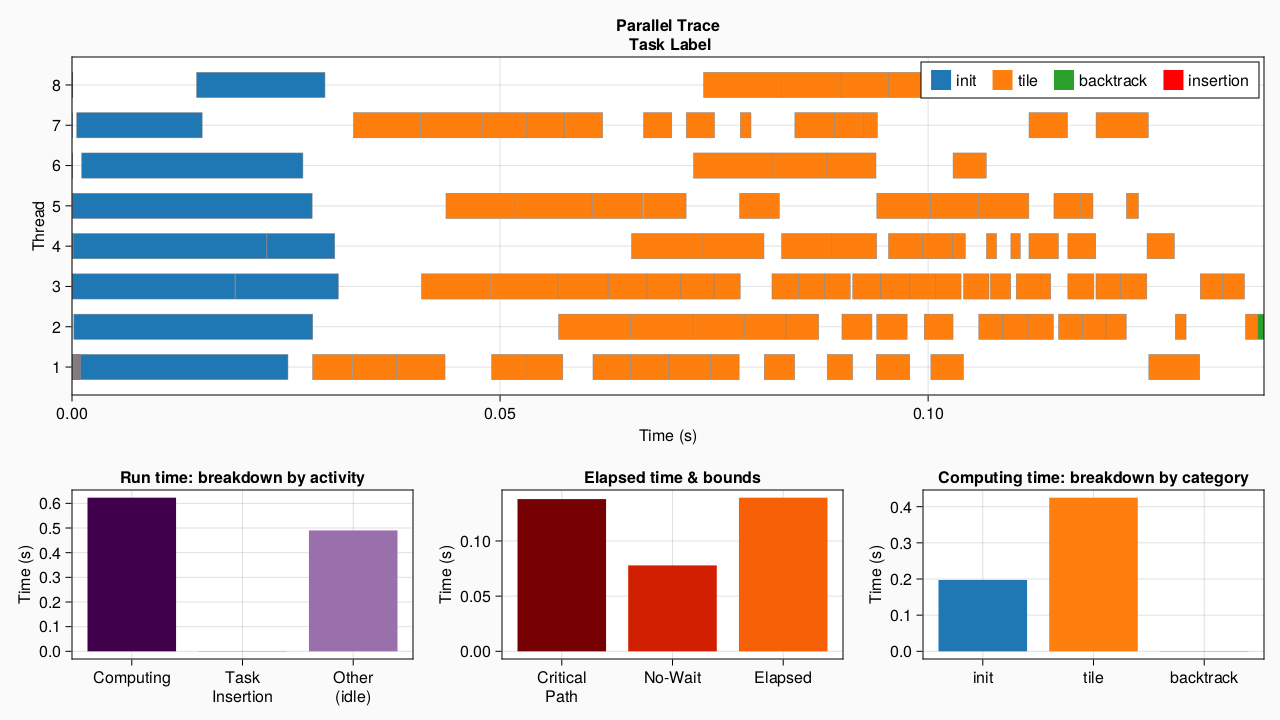 Parallel Trace
Task Label
init tile backtrack insertion
8
7
6
5
4
3
2
1
Thread
0.00 0.05 0.10
Time (s)
Run time: breakdown by activity
0.6
0.5
0.4
0.3
0.2
0.1
0.0
Time (s)
Computing
Task
Insertion
Other
(idle)
Elapsed time & bounds
0.10
0.05
0.00
Time (s)
Critical
Path
No-Wait
Elapsed
Computing time: breakdown by category
0.4
0.3
0.2
0.1
0.0
Time (s)
init
tile
backtrack